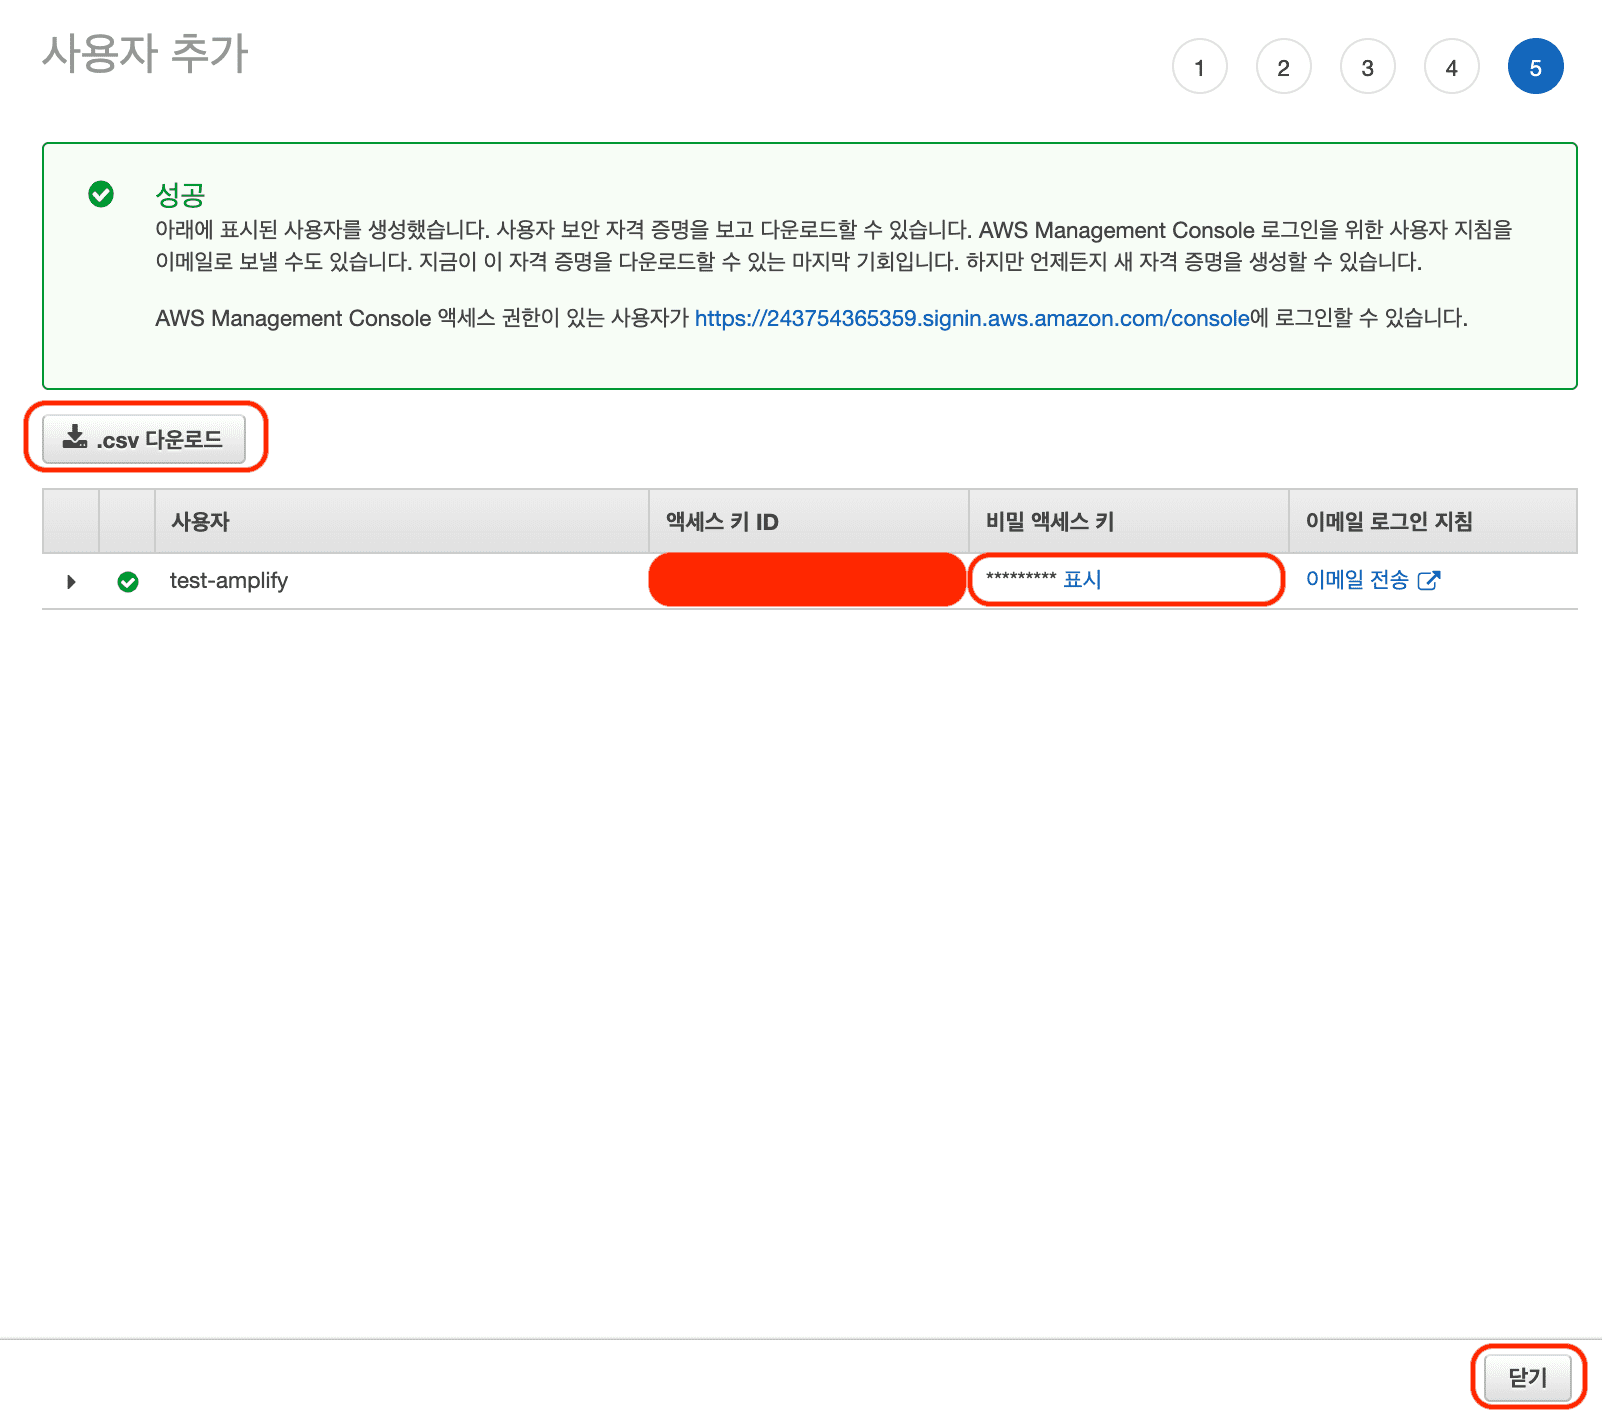 사용자 추가
1 2 3 4 5
성공
아래에 표시된 사용자를 생성했습니다. 사용자 보안 자격 증명을 보고 다운로드할 수 있습니다. AWS Management Console 로그인을 위한 사용자 지침을
이메일로 보낼 수도 있습니다. 지금이 이 자격 증명을 다운로드할 수 있는 마지막 기회입니다. 하지만 언제든지 새 자격 증명을 생성할 수 있습니다.
AWS Management Console 액세스 권한이 있는 사용자가 https://243754365359.signin.aws.amazon.com/console에 로그인할 수 있습니다.
.csv 다운로드
사용자 액세스 키 ID 비밀 액세스 키 이메일 로그인 지침
test-amplify ********* 표시 이메일 전송
닫기